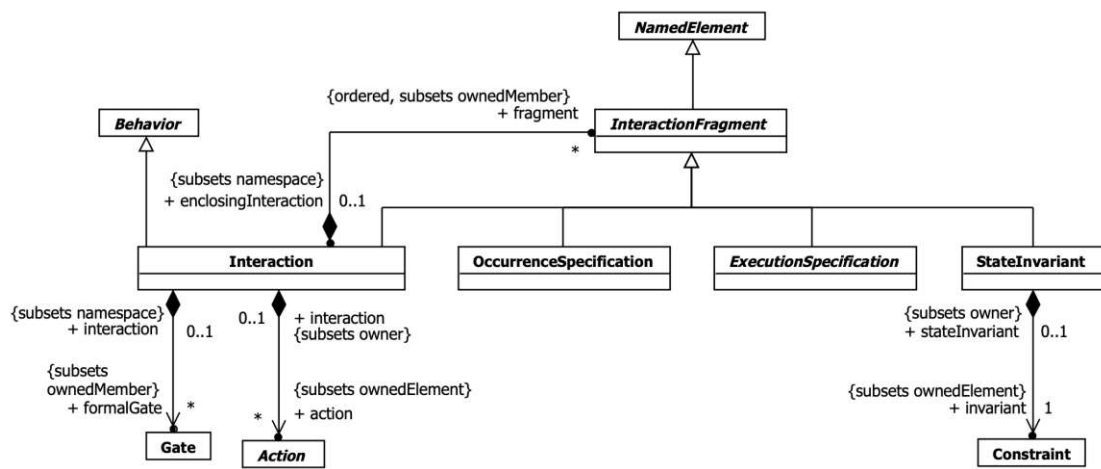 NamedElement
{ordered, subsets ownedMember}
+ fragment
InteractionFragment
*
Behavior
{subsets namespace}
+ enclosingInteraction
0..1
Interaction
OccurrenceSpecification
ExecutionSpecification
StateInvariant
{subsets namespace}
+ interaction
0..1
0..1
+ interaction
{subsets owner}
{subsets owner}
+ stateInvariant
0..1
{subsets
ownedMember}
+ formalGate
*
{subsets ownedElement}
+ action
*
{subsets ownedElement}
+ invariant
1
Gate
Action
Constraint